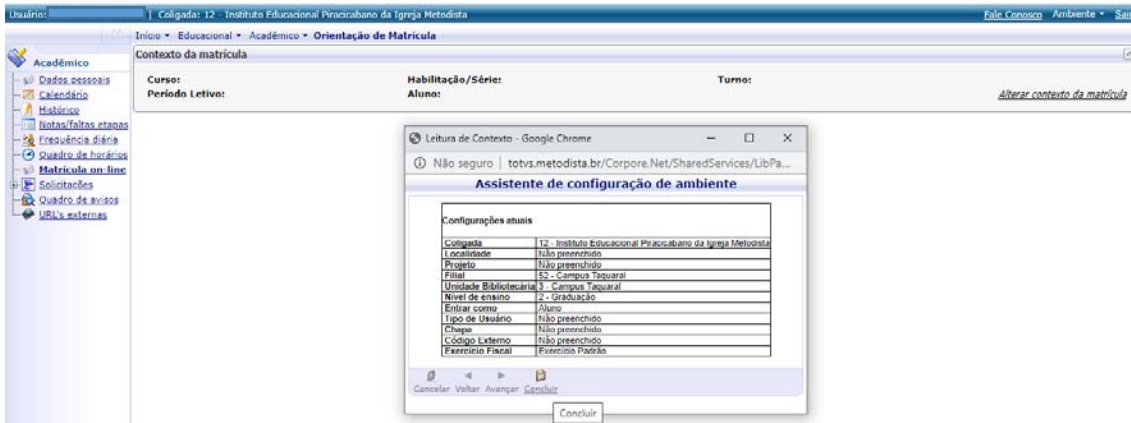 Usuário: | Coligada: 12 - Instituto Educacional Piracicabano da Igreja Metodista Fale Conosco Ambiente
Início Educacional Acadêmico Orientação de Matrícula
Acadêmico
Dados pessoais
Calendário
Histórico
Notas/faltas etapas
Frequência diária
Quadro de horários
Matrícula on-line
Solicitações
Quadro de avisos
URL's externas
Contexto da matrícula
Curso: Habilitação/Série: Turno:
Período Letivo: Aluno: Alterar contexto da matrícula
Leitura de Contexto - Google Chrome
Não seguro | totvs.metodista.br/Corpore.Net/SharedServices/LibPa...
Assistente de configuração de ambiente
Configurações atuais
Coligada 12 - Instituto Educacional Piracicabano da Igreja Metodista
Localidade Não preenchido
Projeto Não preenchido
Filial 52 - Campus Taquaral
Unidade Bibliotecária 3 - Campus Taquaral
Nível de ensino 2 - Graduação
Entrar como Aluno
Tipo de Usuário Não preenchido
Chapa Não preenchido
Código Externo Não preenchido
Exercício Fiscal Exercício Padrão
Cancelar Voltar Avançar Concluir
Concluir